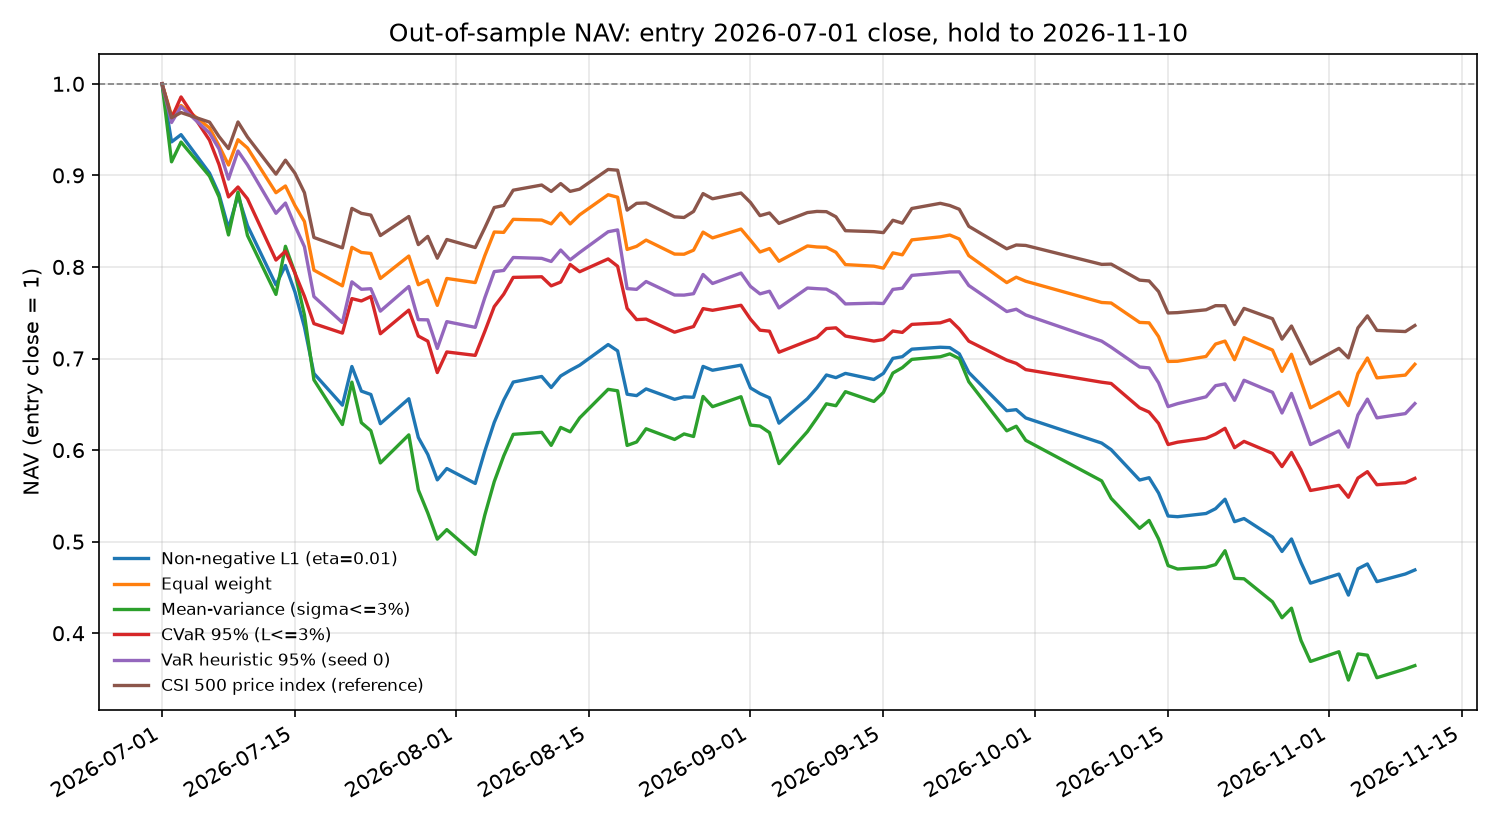 Out-of-sample NAV: entry 2026-07-01 close, hold to 2026-11-10
NAV (entry close = 1)
1.0
0.9
0.8
0.7
0.6
0.5
0.4
Non-negative L1 (eta=0.01)
Equal weight
Mean-variance (sigma<=3%)
CVaR 95% (L<=3%)
VaR heuristic 95% (seed 0)
CSI 500 price index (reference)
2026-07-01
2026-07-15
2026-08-01
2026-08-15
2026-09-01
2026-09-15
2026-10-01
2026-10-15
2026-11-01
2026-11-15